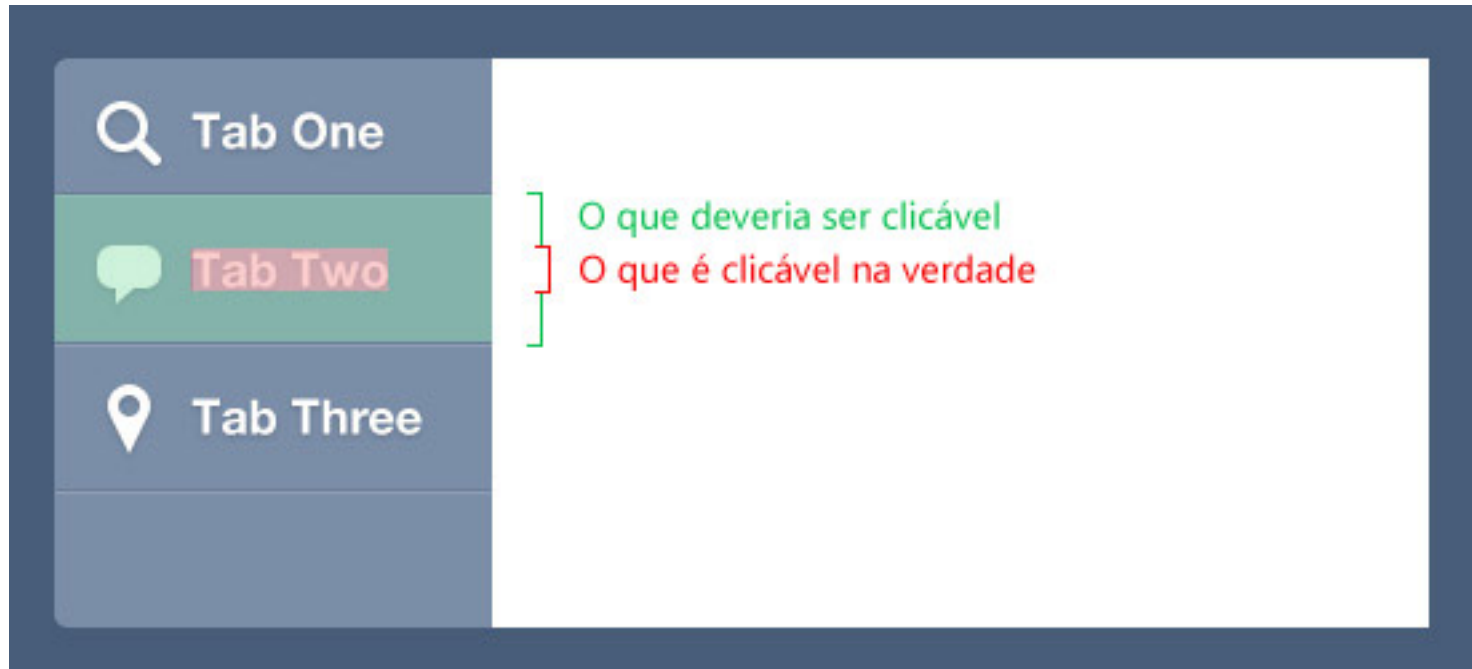 Tab One
O que deveria ser clicável
Tab Two
O que é clicável na verdade
Tab Three